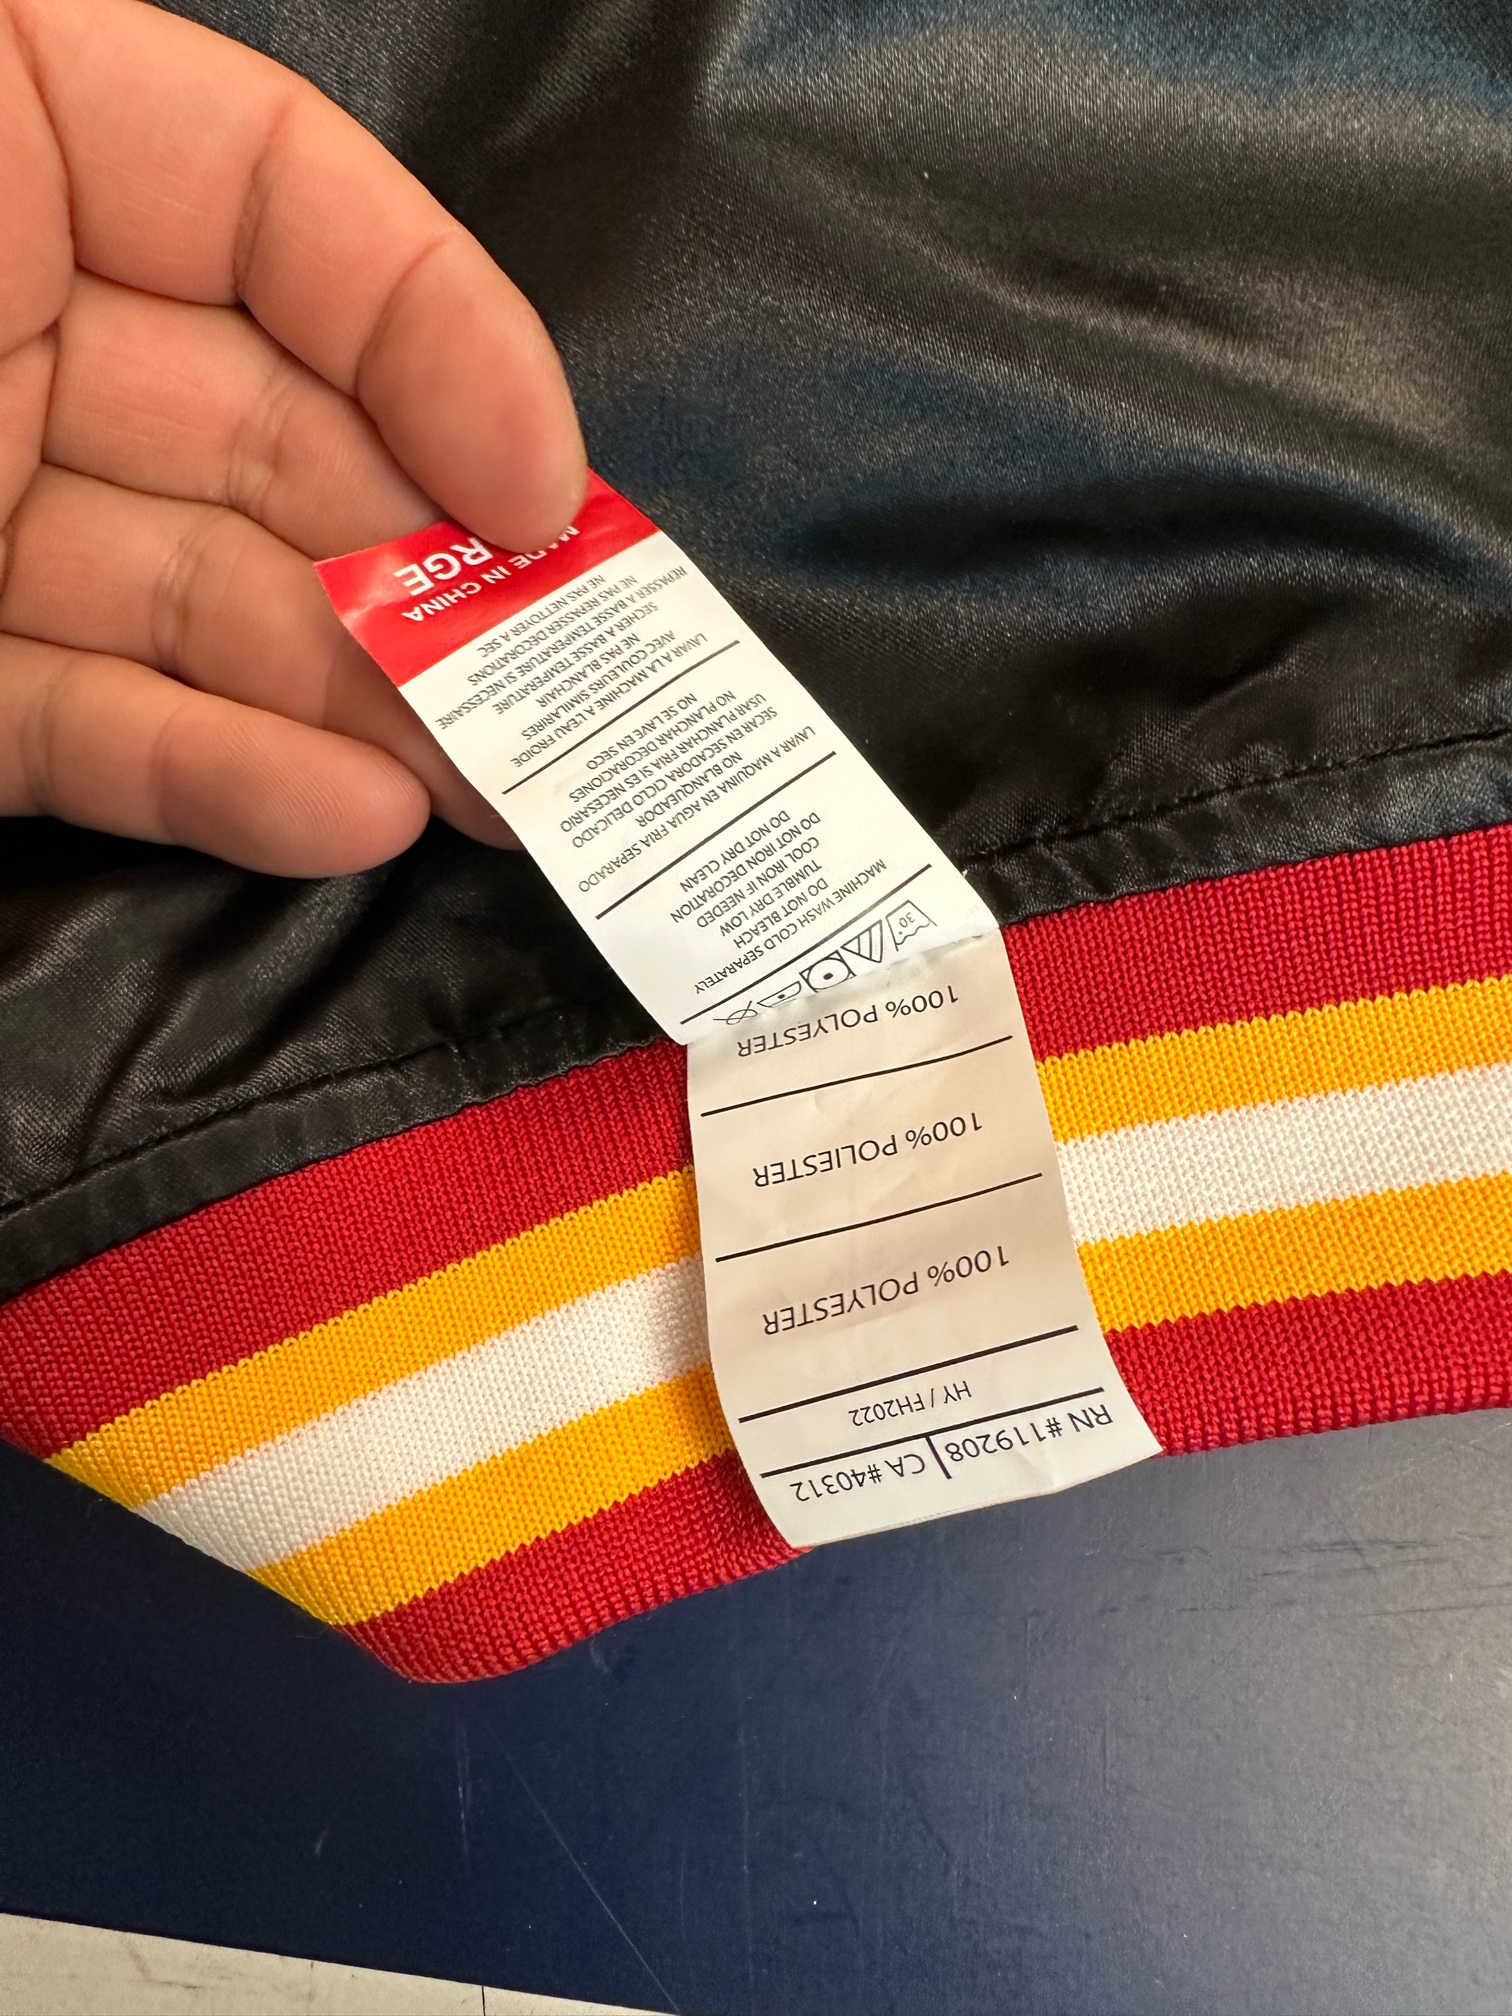 RN #119208 | CA #40312
HY / FH2022
100% POLYESTER
100% POLIESTER
100% POLYESTER
30°
MACHINE WASH COLD SEPARATELY
DO NOT BLEACH
TUMBLE DRY LOW
COOL IRON IF NEEDED
DO NOT IRON DECORATION
DO NOT DRY CLEAN
LAVAR A MAQUINA EN AGUA FRIA SEPARADO
NO BLANQUEADOR
SECAR EN SECADORA CICLO DELICADO
USAR PLANCHAR FRIA SI ES NECESARIO
NO PLANCHAR DECORACIONES
NO SE LAVE EN SECO
LAVAR A LA MACHINE A L'EAU FROIDE
AVEC COULEURS SIMILARIRES
NE PAS BLANCHAIR
SECHER A BASSE TEMPERATURE
REPASSER A BASSE TEMPERATURE SI NECESSAIRE
NE PAS REPASSER DECORATIONS
NE PAS NETTOYER A SEC
MADE IN CHINA
RGE